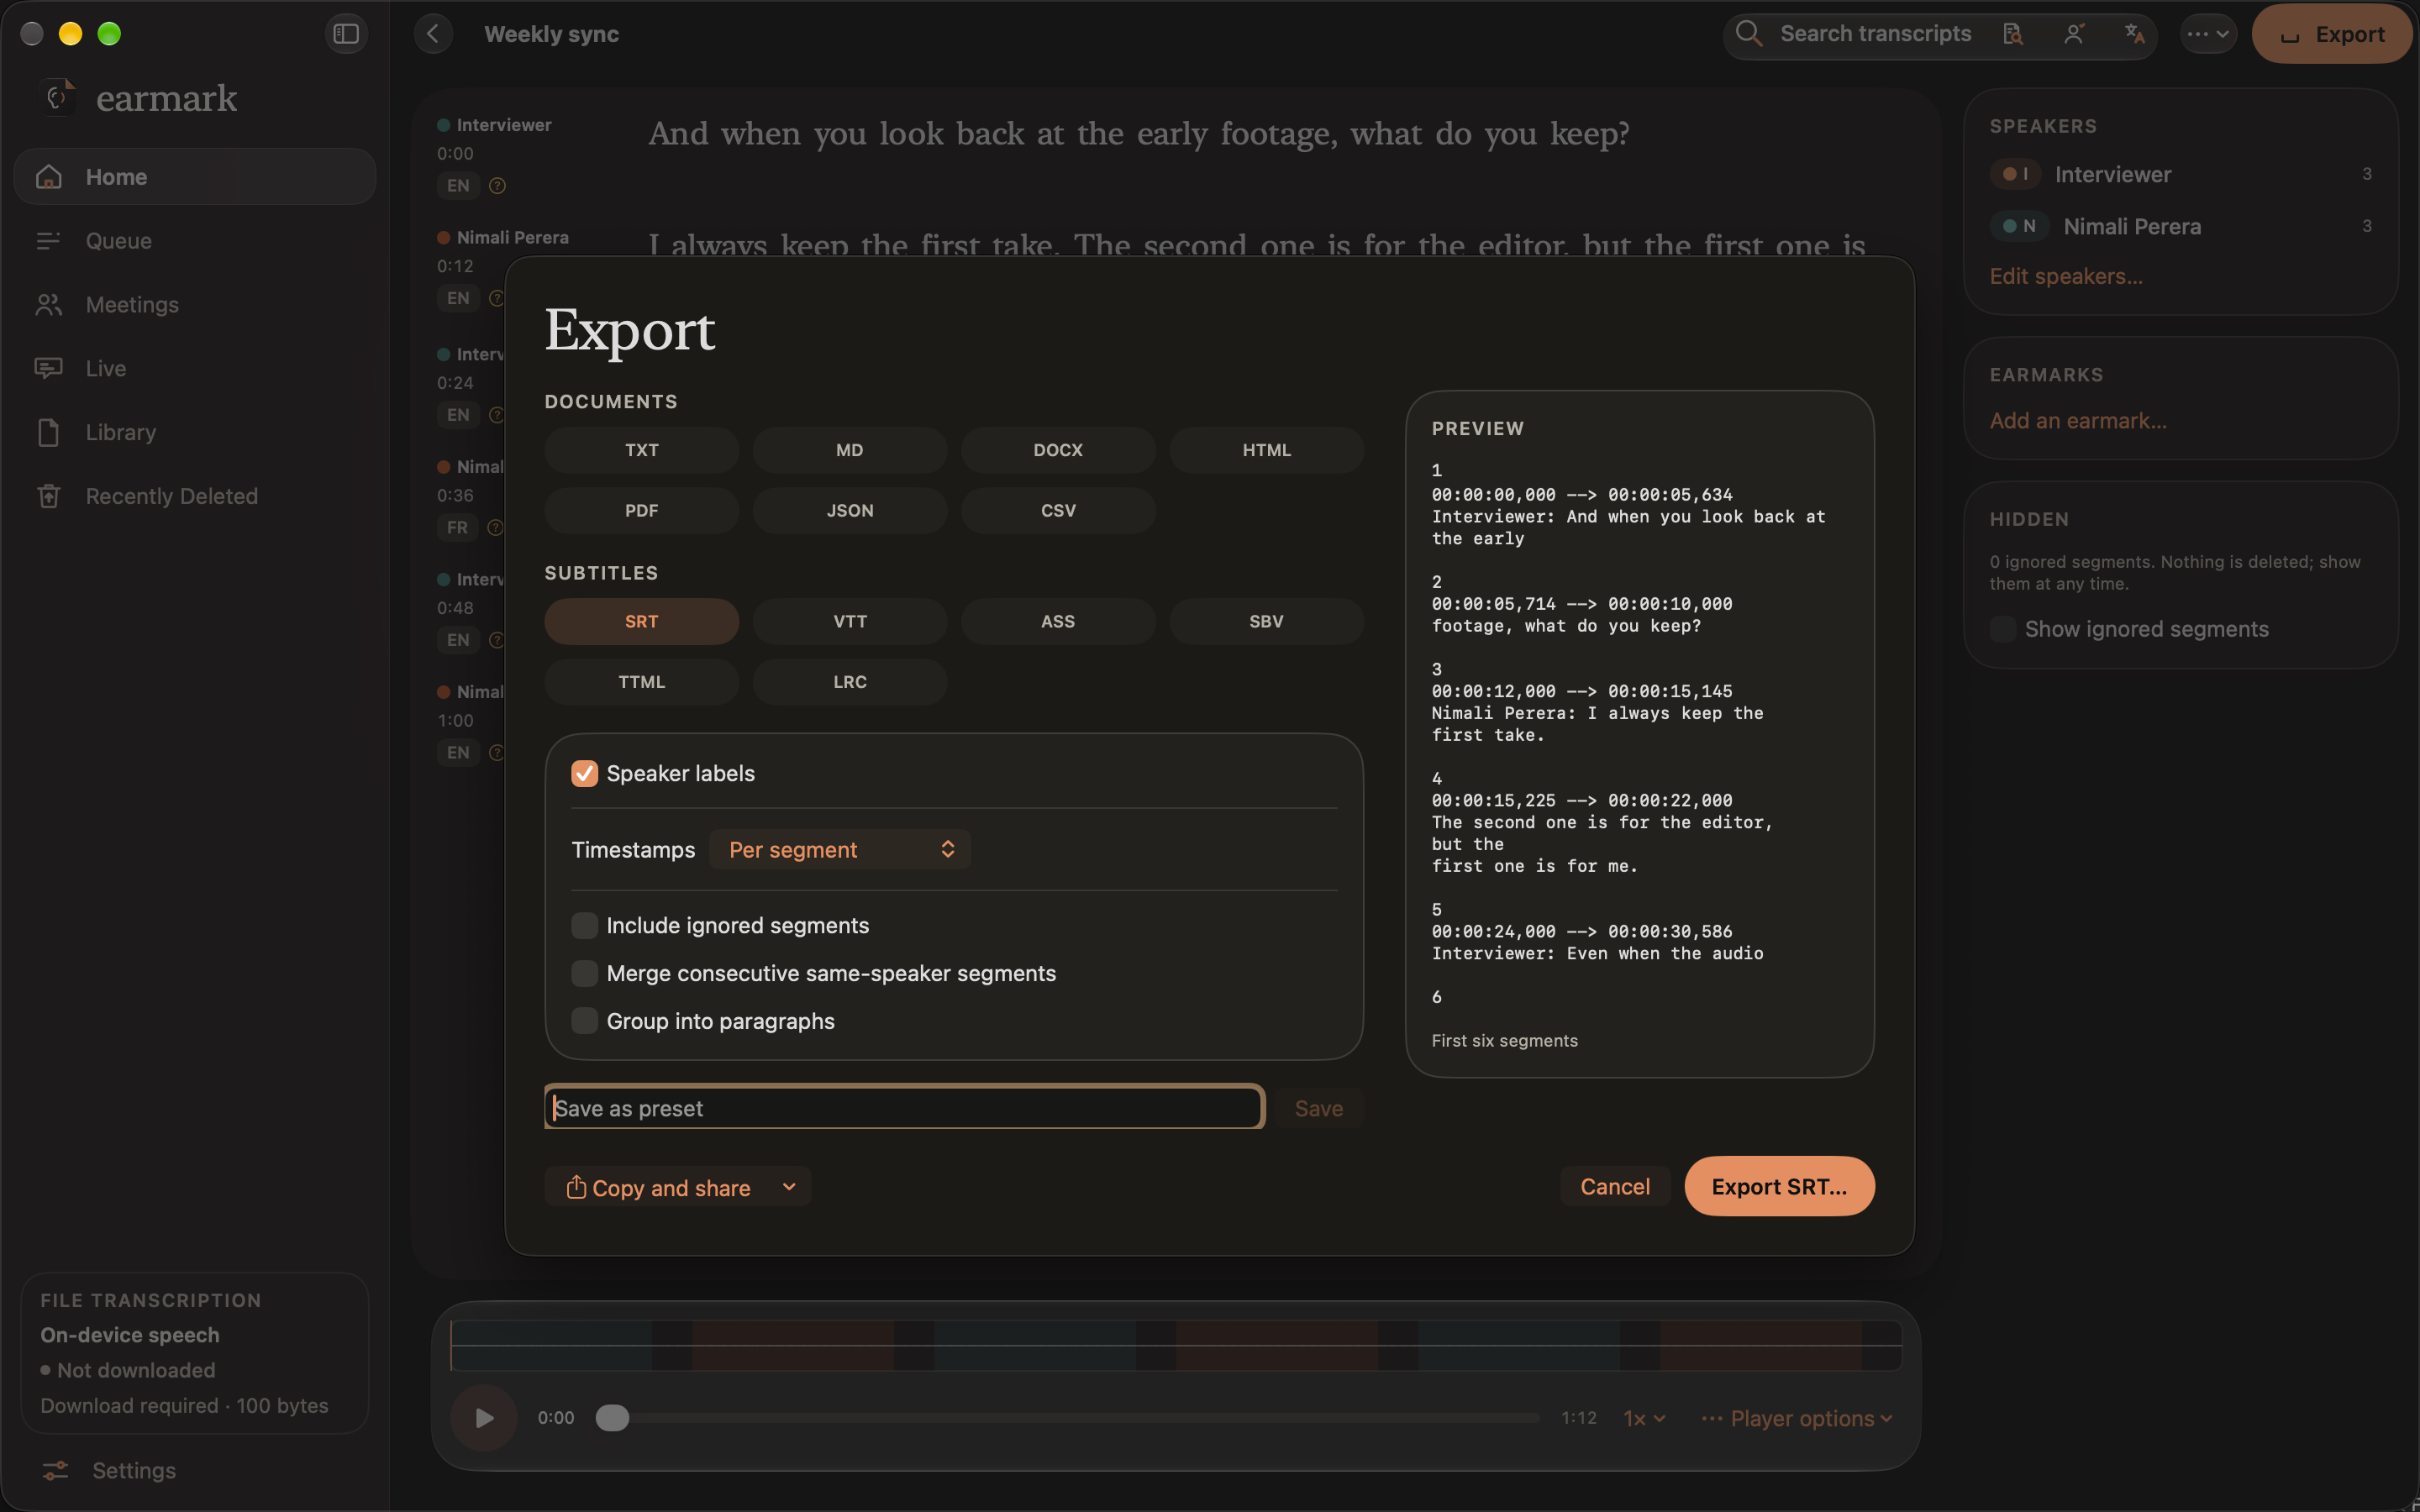 Weekly sync
Search transcripts
Export
earmark
Home
Queue
Meetings
Live
Library
Recently Deleted
FILE TRANSCRIPTION
On-device speech
Not downloaded
Download required · 100 bytes
Settings
Interviewer
0:00
EN
And when you look back at the early footage, what do you keep?
Nimali Perera
0:12
EN
I always keep the first take. The second one is for the editor, but the first one is
Interv
0:24
EN
Nimal
0:36
FR
Interv
0:48
EN
Nimal
1:00
EN
Export
DOCUMENTS
TXT
MD
DOCX
HTML
PDF
JSON
CSV
SUBTITLES
SRT
VTT
ASS
SBV
TTML
LRC
Speaker labels
Timestamps
Per segment
Include ignored segments
Merge consecutive same-speaker segments
Group into paragraphs
Save as preset
Save
Copy and share
Cancel
Export SRT...
PREVIEW
1
00:00:00,000 --> 00:00:05,634
Interviewer: And when you look back at
the early
2
00:00:05,714 --> 00:00:10,000
footage, what do you keep?
3
00:00:12,000 --> 00:00:15,145
Nimali Perera: I always keep the
first take.
4
00:00:15,225 --> 00:00:22,000
The second one is for the editor,
but the
first one is for me.
5
00:00:24,000 --> 00:00:30,586
Interviewer: Even when the audio
6
First six segments
SPEAKERS
I
Interviewer
3
N
Nimali Perera
3
Edit speakers...
EARMARKS
Add an earmark...
HIDDEN
0 ignored segments. Nothing is deleted; show
them at any time.
Show ignored segments
0:00
1:12
1x
Player options